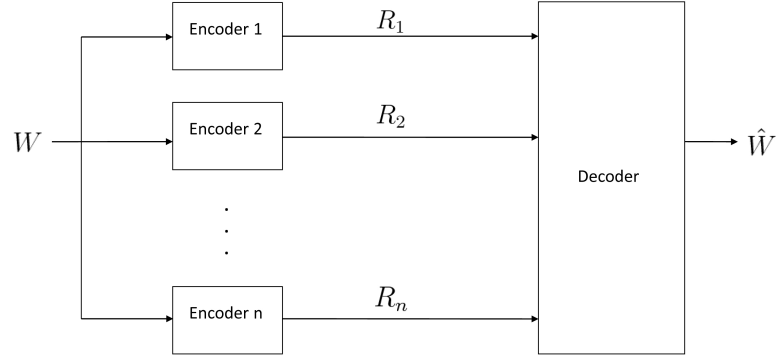 Encoder 1
R₁
W
Encoder 2
R₂
Ŵ
Decoder
Encoder n
Rₙ